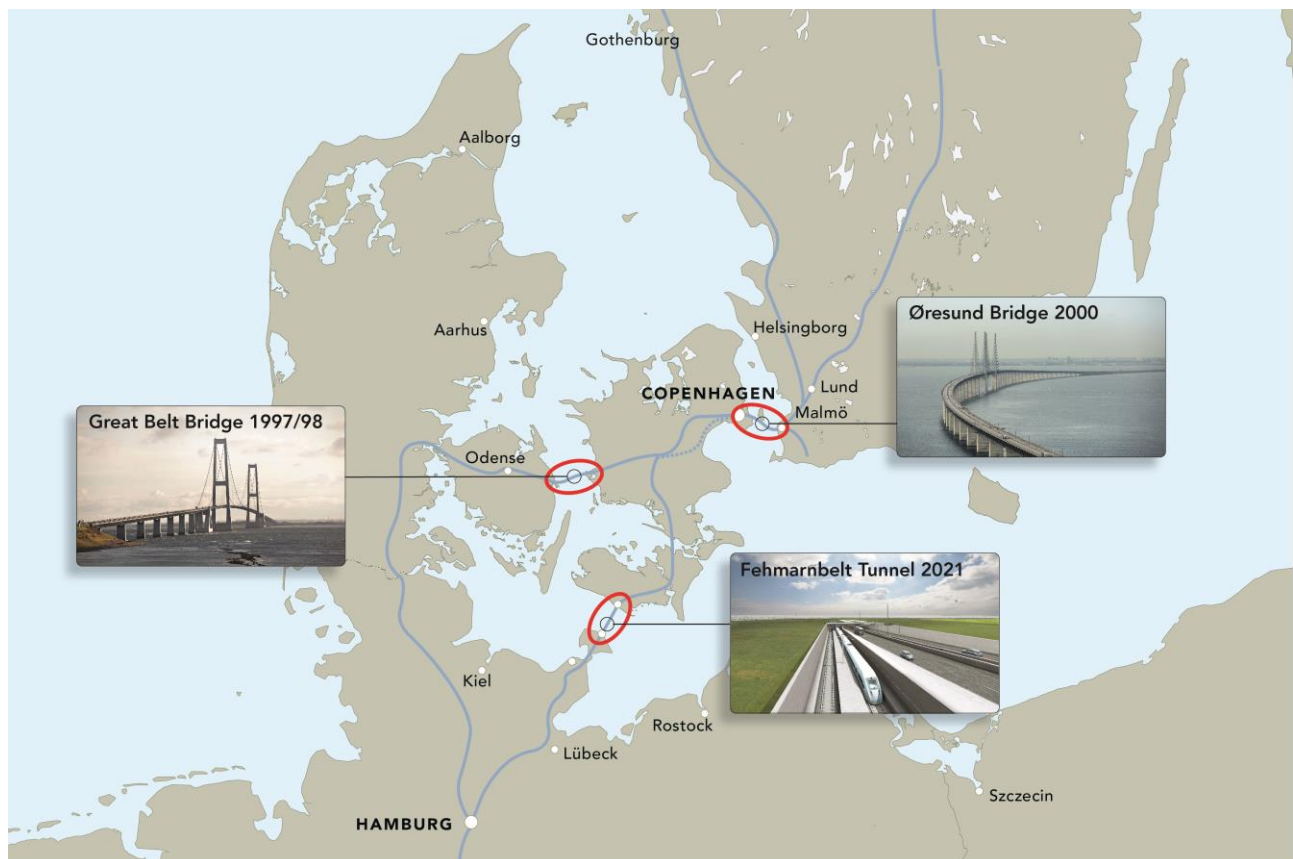 Gothenburg
Aalborg
Øresund Bridge 2000
Aarhus
Helsingborg
COPENHAGEN
Lund
Malmö
Great Belt Bridge 1997/98
Odense
Fehmarnbelt Tunnel 2021
Kiel
Rostock
Lübeck
Szczecin
HAMBURG